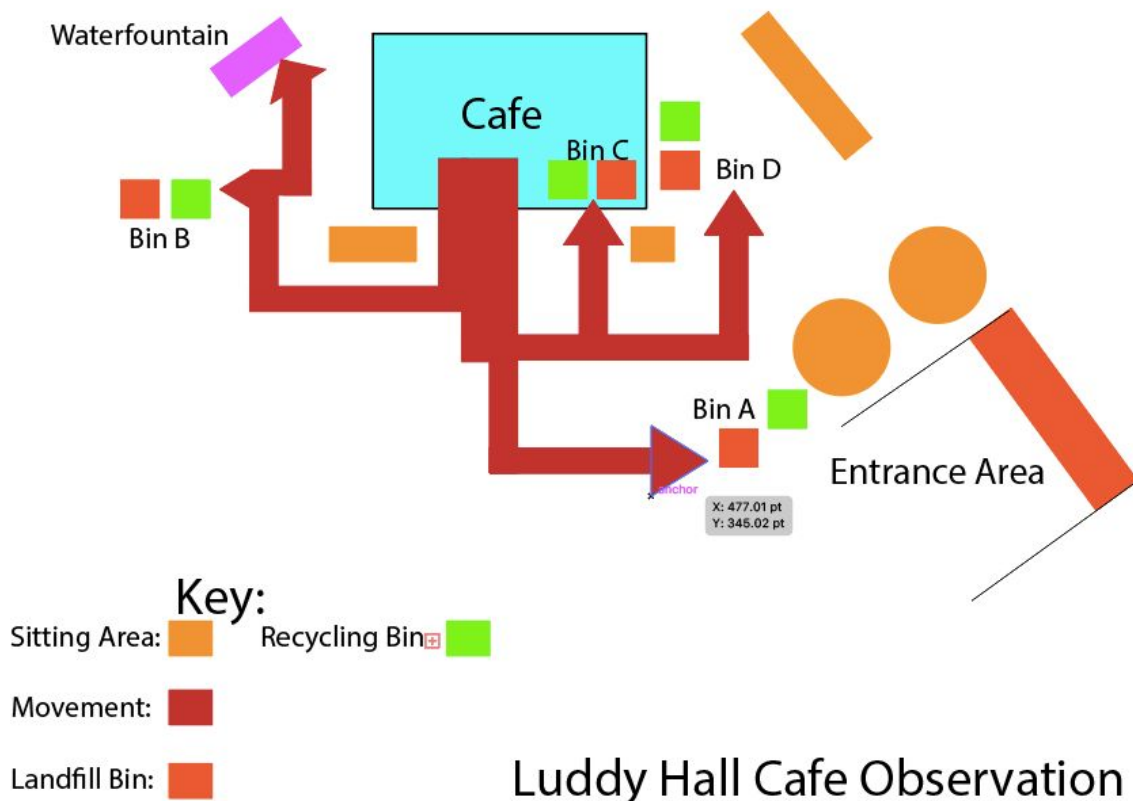 Waterfountain
Cafe
Bin C
Bin D
Bin B
Bin A
Entrance Area
anchor
X: 477.01 pt
Y: 345.02 pt
Key:
Sitting Area:
Recycling Bin
Movement:
Landfill Bin:
Luddy Hall Cafe Observation